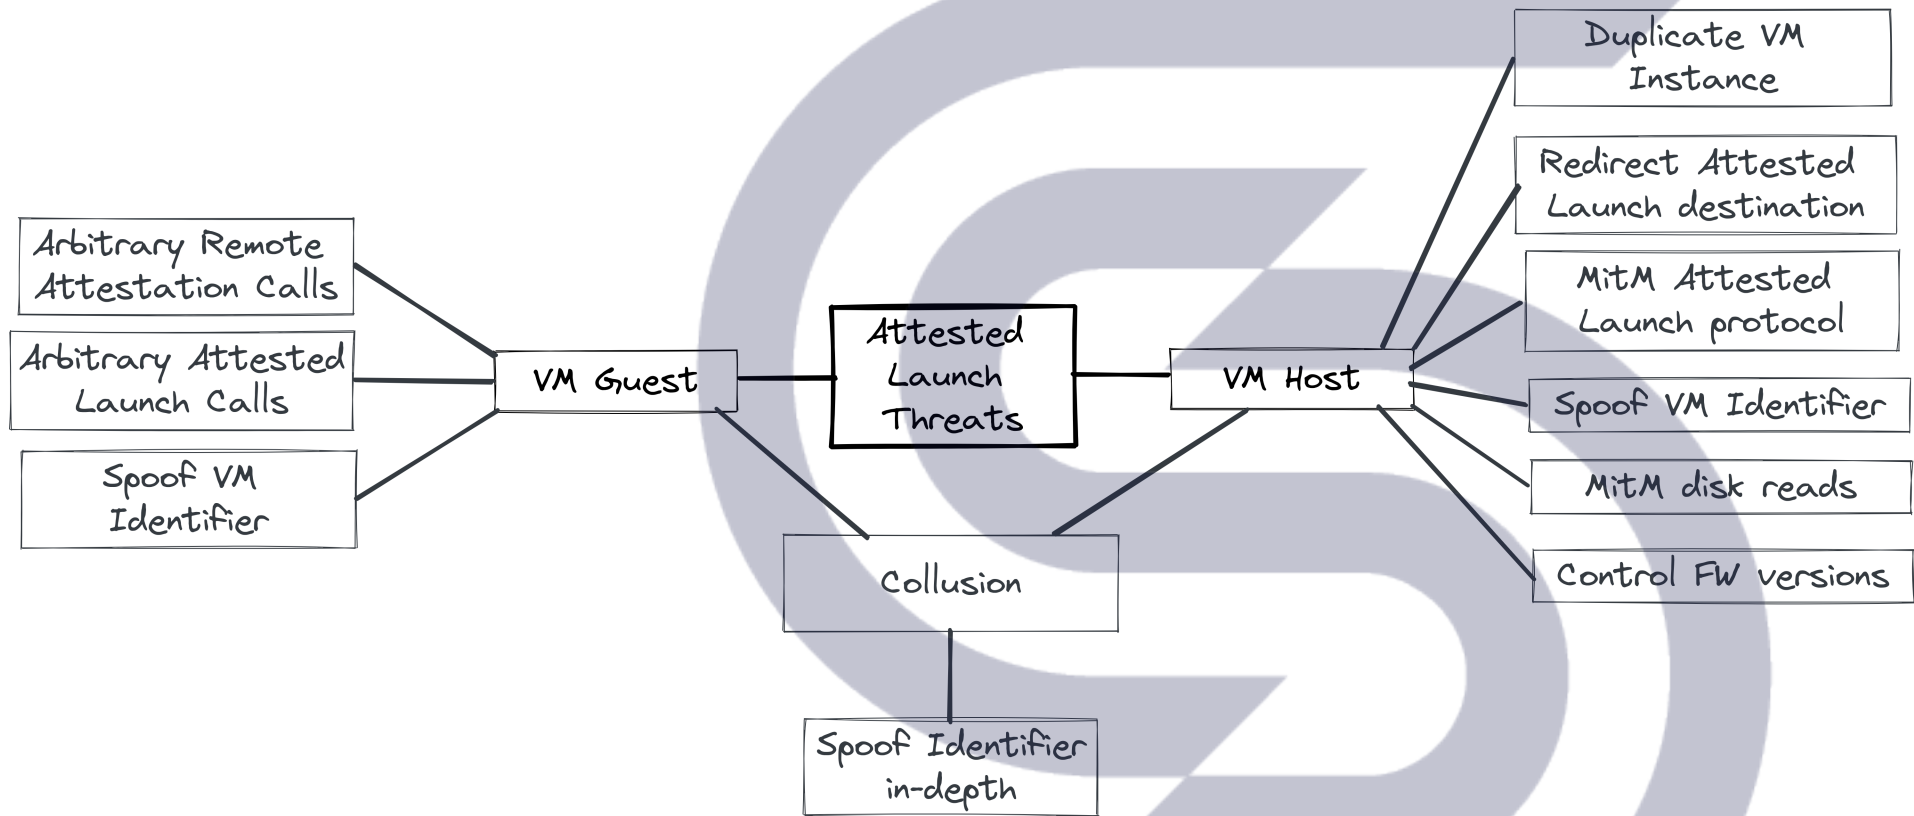 Duplicate VM
Instance
Redirect Attested
Launch destination
Arbitrary Remote
Attestation Calls
MitM Attested
Launch protocol
Arbitrary Attested
Launch Calls
VM Guest
Attested
Launch
Threats
VM Host
Spoof VM Identifier
Spoof VM
Identifier
MitM disk reads
Collusion
Control FW versions
Spoof Identifier
in-depth